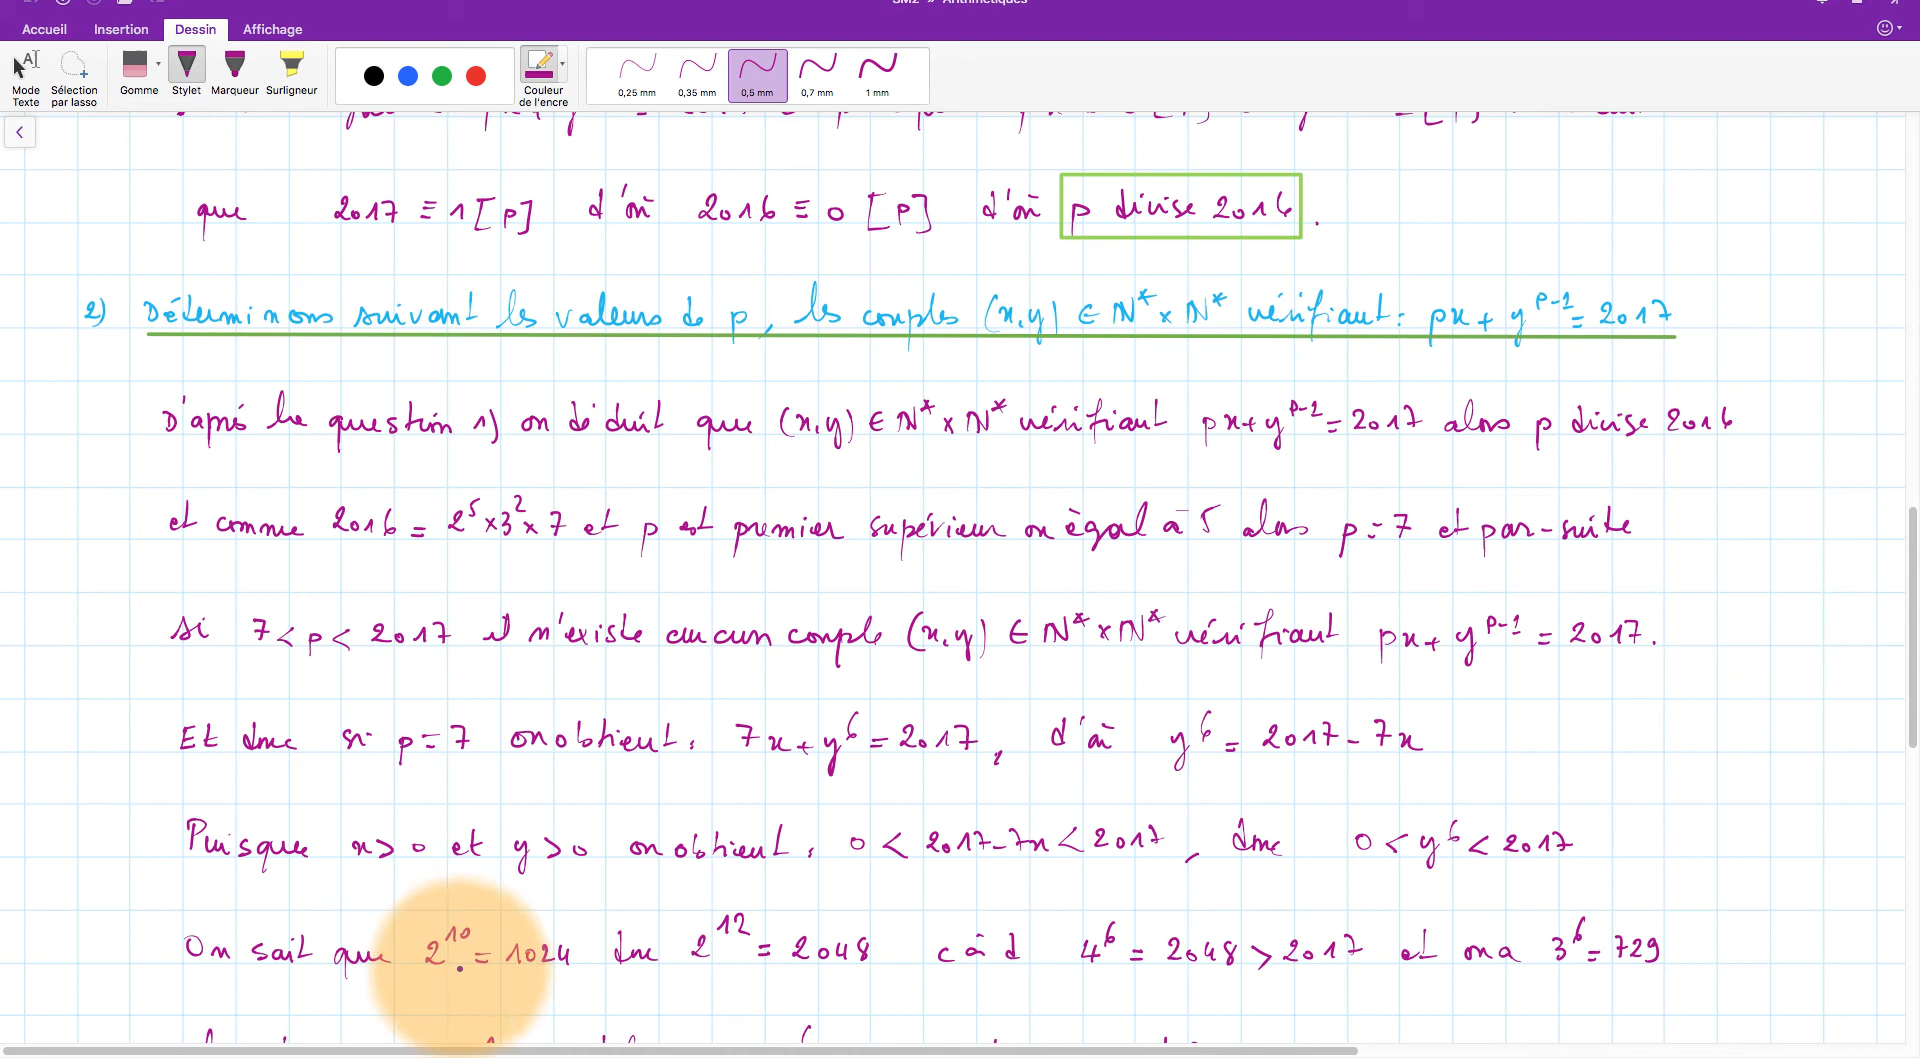 SM2 » Arithmétiques
Accueil Insertion Dessin Affichage
Mode Texte
Sélection par lasso
Gomme Stylet Marqueur Surligneur
Couleur de l'encre
0,25 mm 0,35 mm 0,5 mm 0,7 mm 1 mm
que 2017 ≡ 1 [p] d'où 2016 ≡ 0 [p] d'où p divise 2016 .
2) Déterminons suivant les valeurs de p, les couples (x,y) ∈ N* × N* vérifiant : px + y^{p-1} = 2017
D'après la question 1) on déduit que (x,y) ∈ N* × N* vérifiant px + y^{p-1} = 2017 alors p divise 2016
et comme 2016 = 2^5 × 3^2 × 7 et p est premier supérieur ou égal à 5 alors p = 7 et par-suite
si 7 < p < 2017 il n'existe aucun couple (x,y) ∈ N* × N* vérifiant px + y^{p-1} = 2017.
Et donc si p = 7 on obtient : 7x + y^6 = 2017, d'où y^6 = 2017 - 7x
Puisque x > 0 et y > 0 on obtient : 0 < 2017 - 7x < 2017, donc 0 < y^6 < 2017
On sait que 2^10 = 1024 donc 2^12 = 2048 càd 4^6 = 2048 > 2017 et on a 3^6 = 729